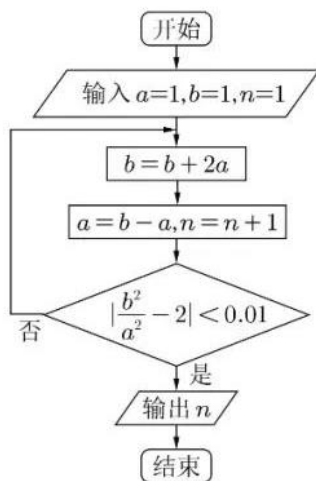 开始
输入 a=1,b=1,n=1
b=b+2a
a=b-a,n=n+1
|b²/a²-2|<0.01
否
是
输出 n
结束